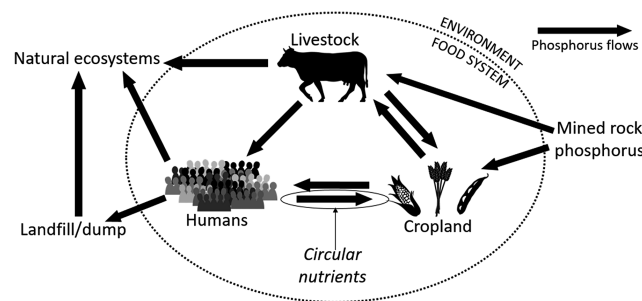 ENVIRONMENT
FOOD SYSTEM
Phosphorus flows
Livestock
Natural ecosystems
Mined rock
phosphorus
Landfill/dump
Humans
Cropland
Circular
nutrients